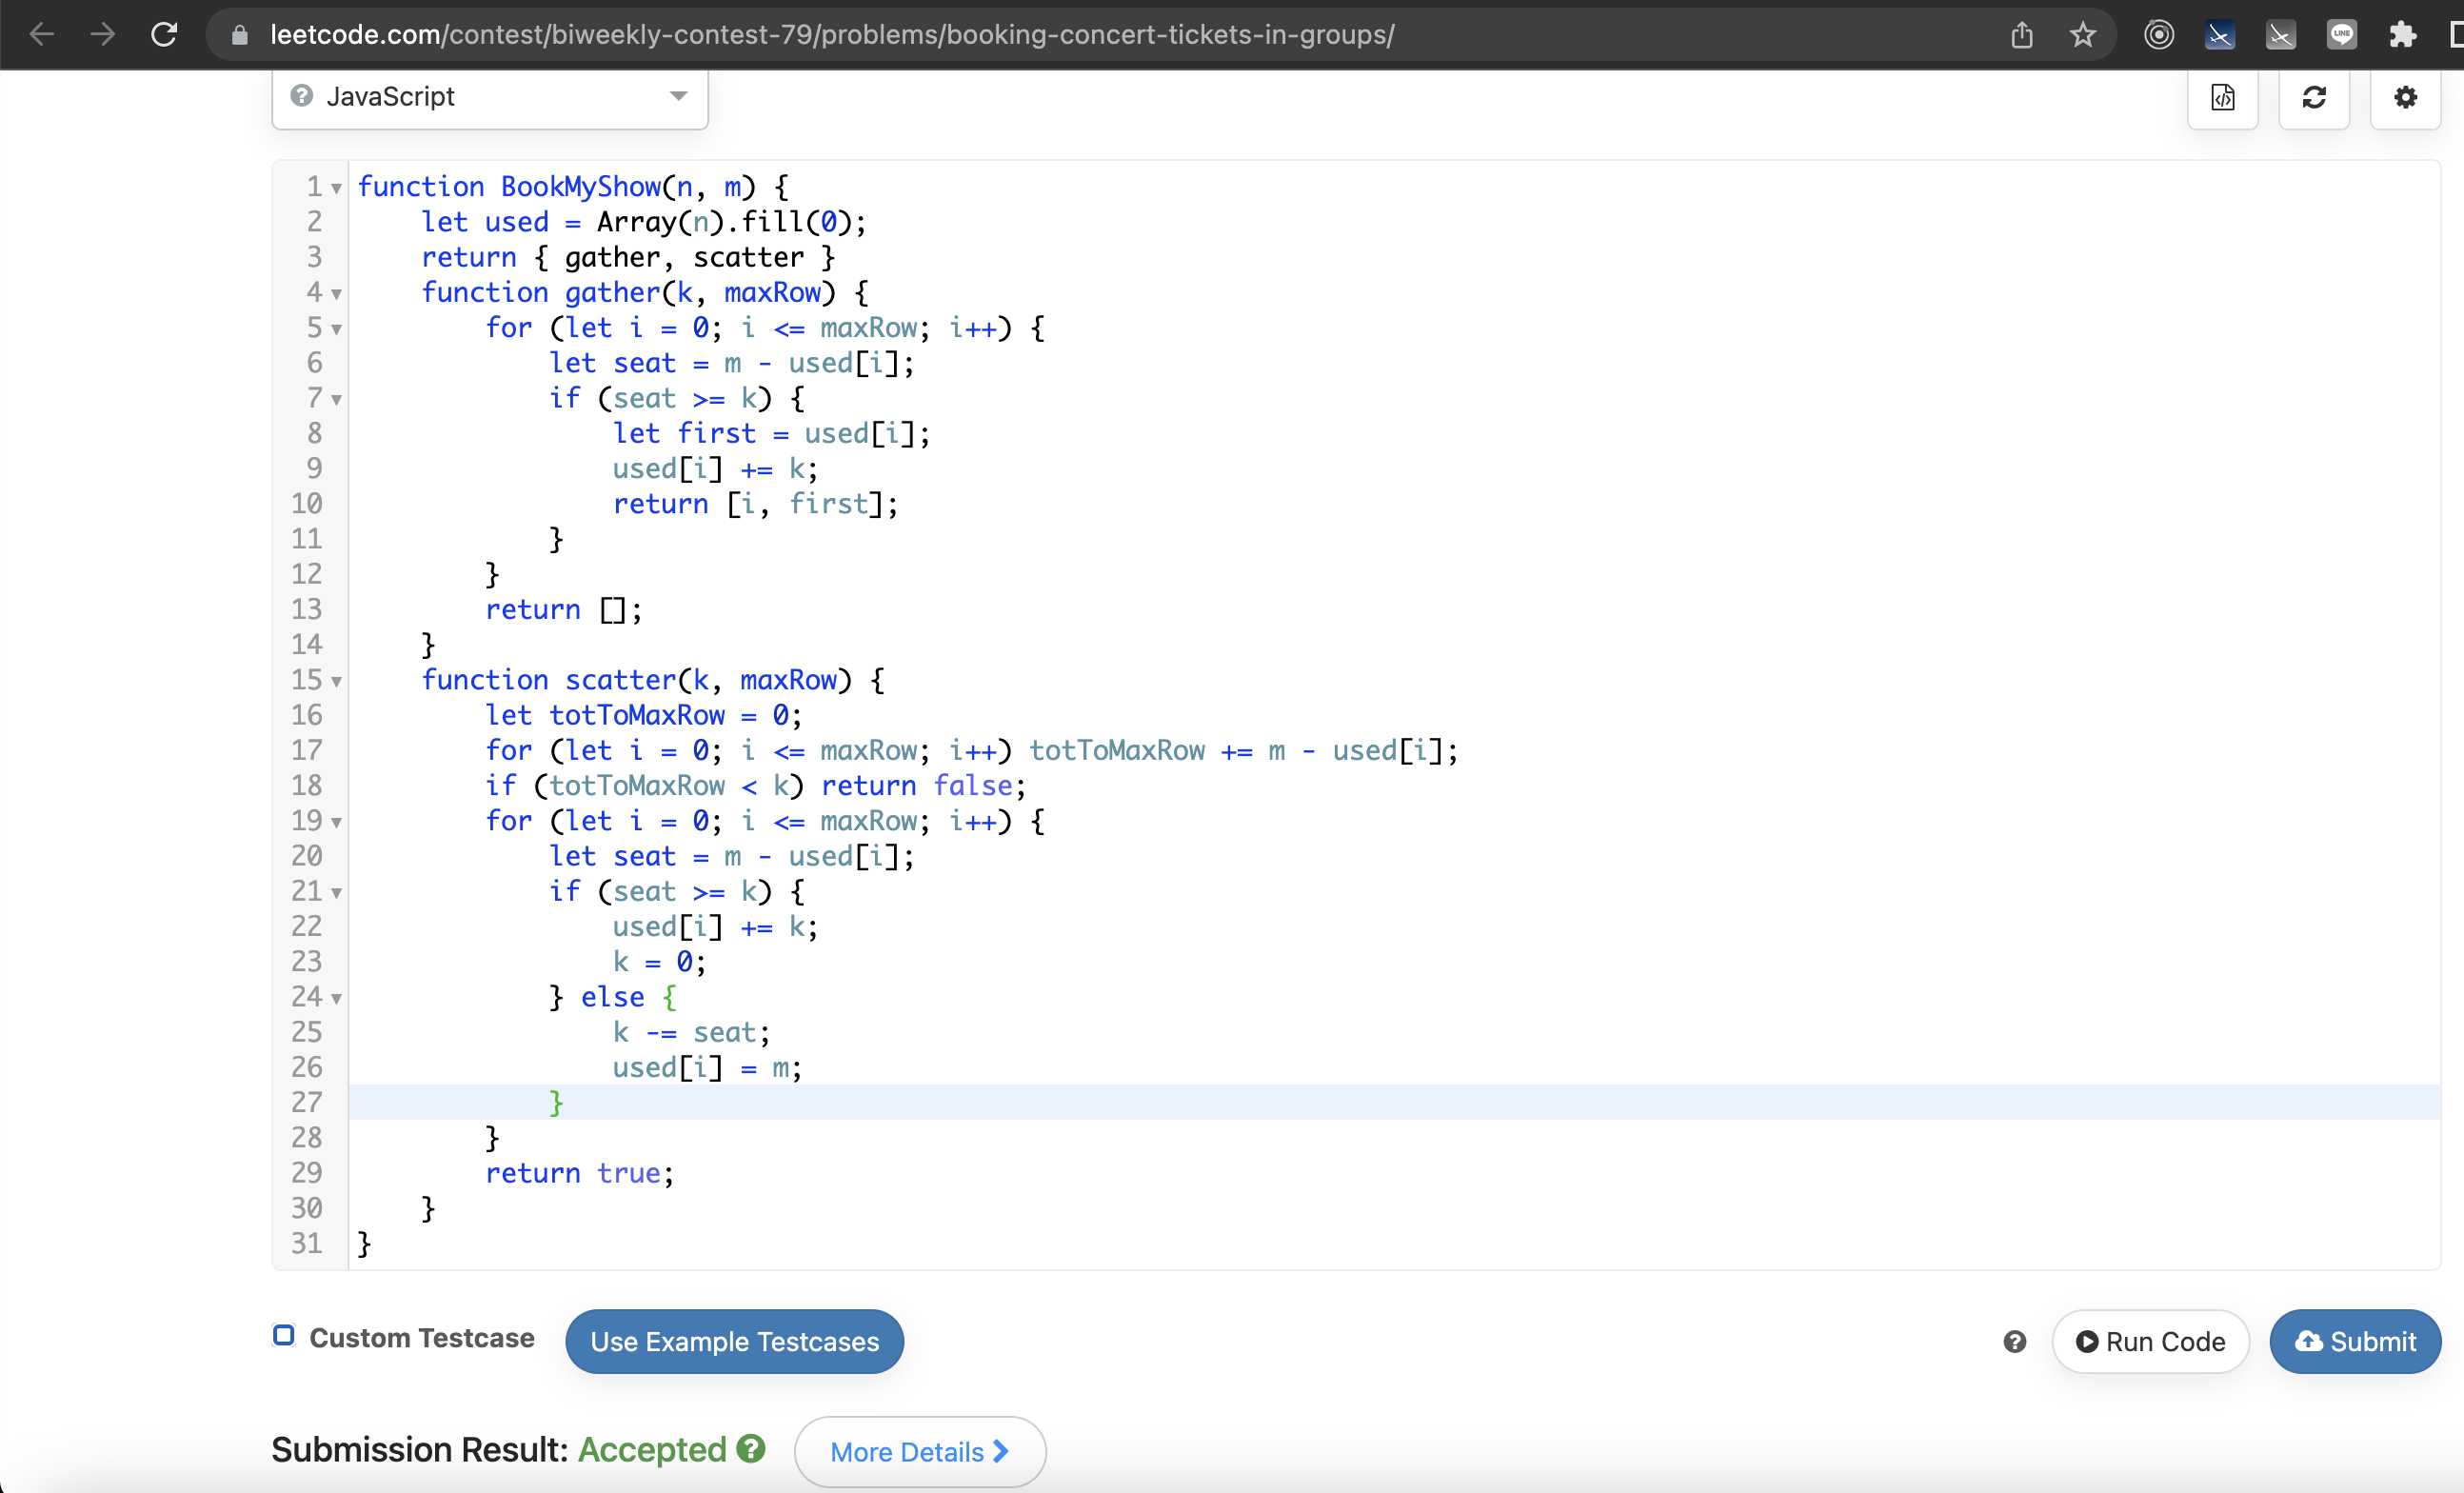 leetcode.com/contest/biweekly-contest-79/problems/booking-concert-tickets-in-groups/
LINE
JavaScript
1 function BookMyShow(n, m) {
2     let used = Array(n).fill(0);
3     return { gather, scatter }
4     function gather(k, maxRow) {
5         for (let i = 0; i <= maxRow; i++) {
6             let seat = m - used[i];
7             if (seat >= k) {
8                 let first = used[i];
9                 used[i] += k;
10                 return [i, first];
11             }
12         }
13         return [];
14     }
15     function scatter(k, maxRow) {
16         let totToMaxRow = 0;
17         for (let i = 0; i <= maxRow; i++) totToMaxRow += m - used[i];
18         if (totToMaxRow < k) return false;
19         for (let i = 0; i <= maxRow; i++) {
20             let seat = m - used[i];
21             if (seat >= k) {
22                 used[i] += k;
23                 k = 0;
24             } else {
25                 k -= seat;
26                 used[i] = m;
27             }
28         }
29         return true;
30     }
31 }
Custom Testcase
Use Example Testcases
Run Code
Submit
Submission Result: Accepted
More Details